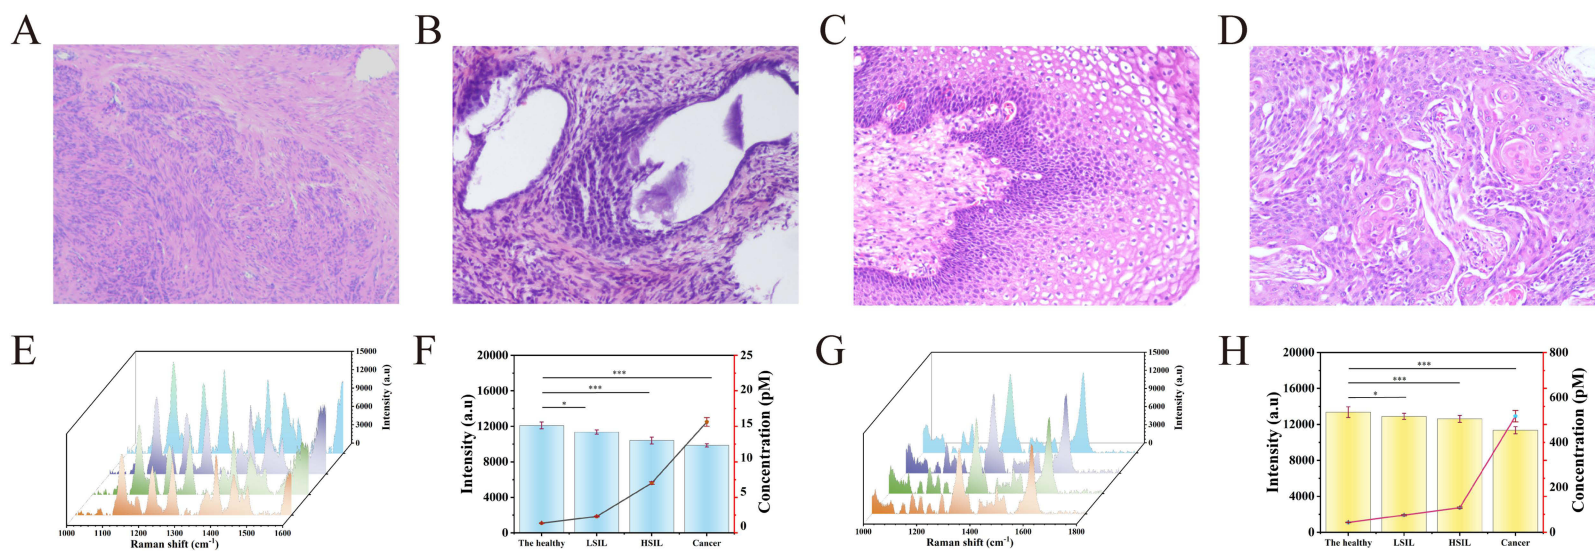 A B C D
E F G H
15000
12000
9000
6000
3000
0
Intensity (a.u)
1000 1100 1200 1300 1400 1500 1600
Raman shift (cm-1)
20000
16000
12000
8000
4000
0
Intensity (a.u)
***
***
*
25
20
15
10
5
0
Concentration (pM)
The healthy LSIL HSIL Cancer
15000
12000
9000
6000
3000
0
Intensity (a.u)
1000 1200 1400 1600 1800
Raman shift (cm-1)
20000
16000
12000
8000
4000
0
Intensity (a.u)
***
***
*
800
600
400
200
0
Concentration (pM)
The healthy LSIL HSIL Cancer